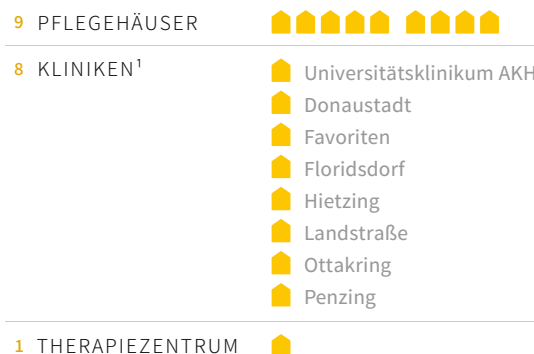 9 PFLEGEHÄUSER
8 KLINIKEN¹
Universitätsklinikum AKH
Donaustadt
Favoriten
Floridsdorf
Hietzing
Landstraße
Ottakring
Penzing
1 THERAPIEZENTRUM